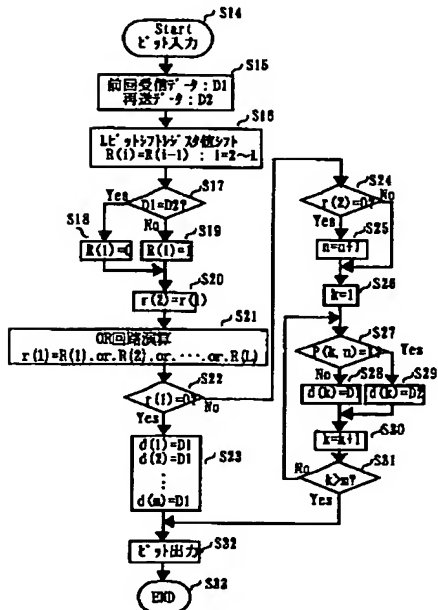 S14
Start
ビット入力
S15
前回受信データ:D1
再送データ:D2
S16
Lビットシフトレジスタ値シフト
R(i)=R(i-1) : i=2~L
S17
Yes
D1=D2?
No
S18
R(1)=0
S19
R(1)=1
S20
r(2)=r(1)
S21
OR回路演算
r(1)=R(1).or.R(2).or.....or.R(L)
S22
r(1)=0?
No
Yes
S23
d(1)=D1
d(2)=D1
⋮
d(m)=D1
S24
r(2)=0?
No
Yes
S25
n=n+1
S26
k=1
S27
P(k,n)=1?
Yes
No
S28
d(k)=D1
S29
d(k)=D2
S30
k=k+1
S31
No
k>m?
Yes
S32
ビット出力
S33
END